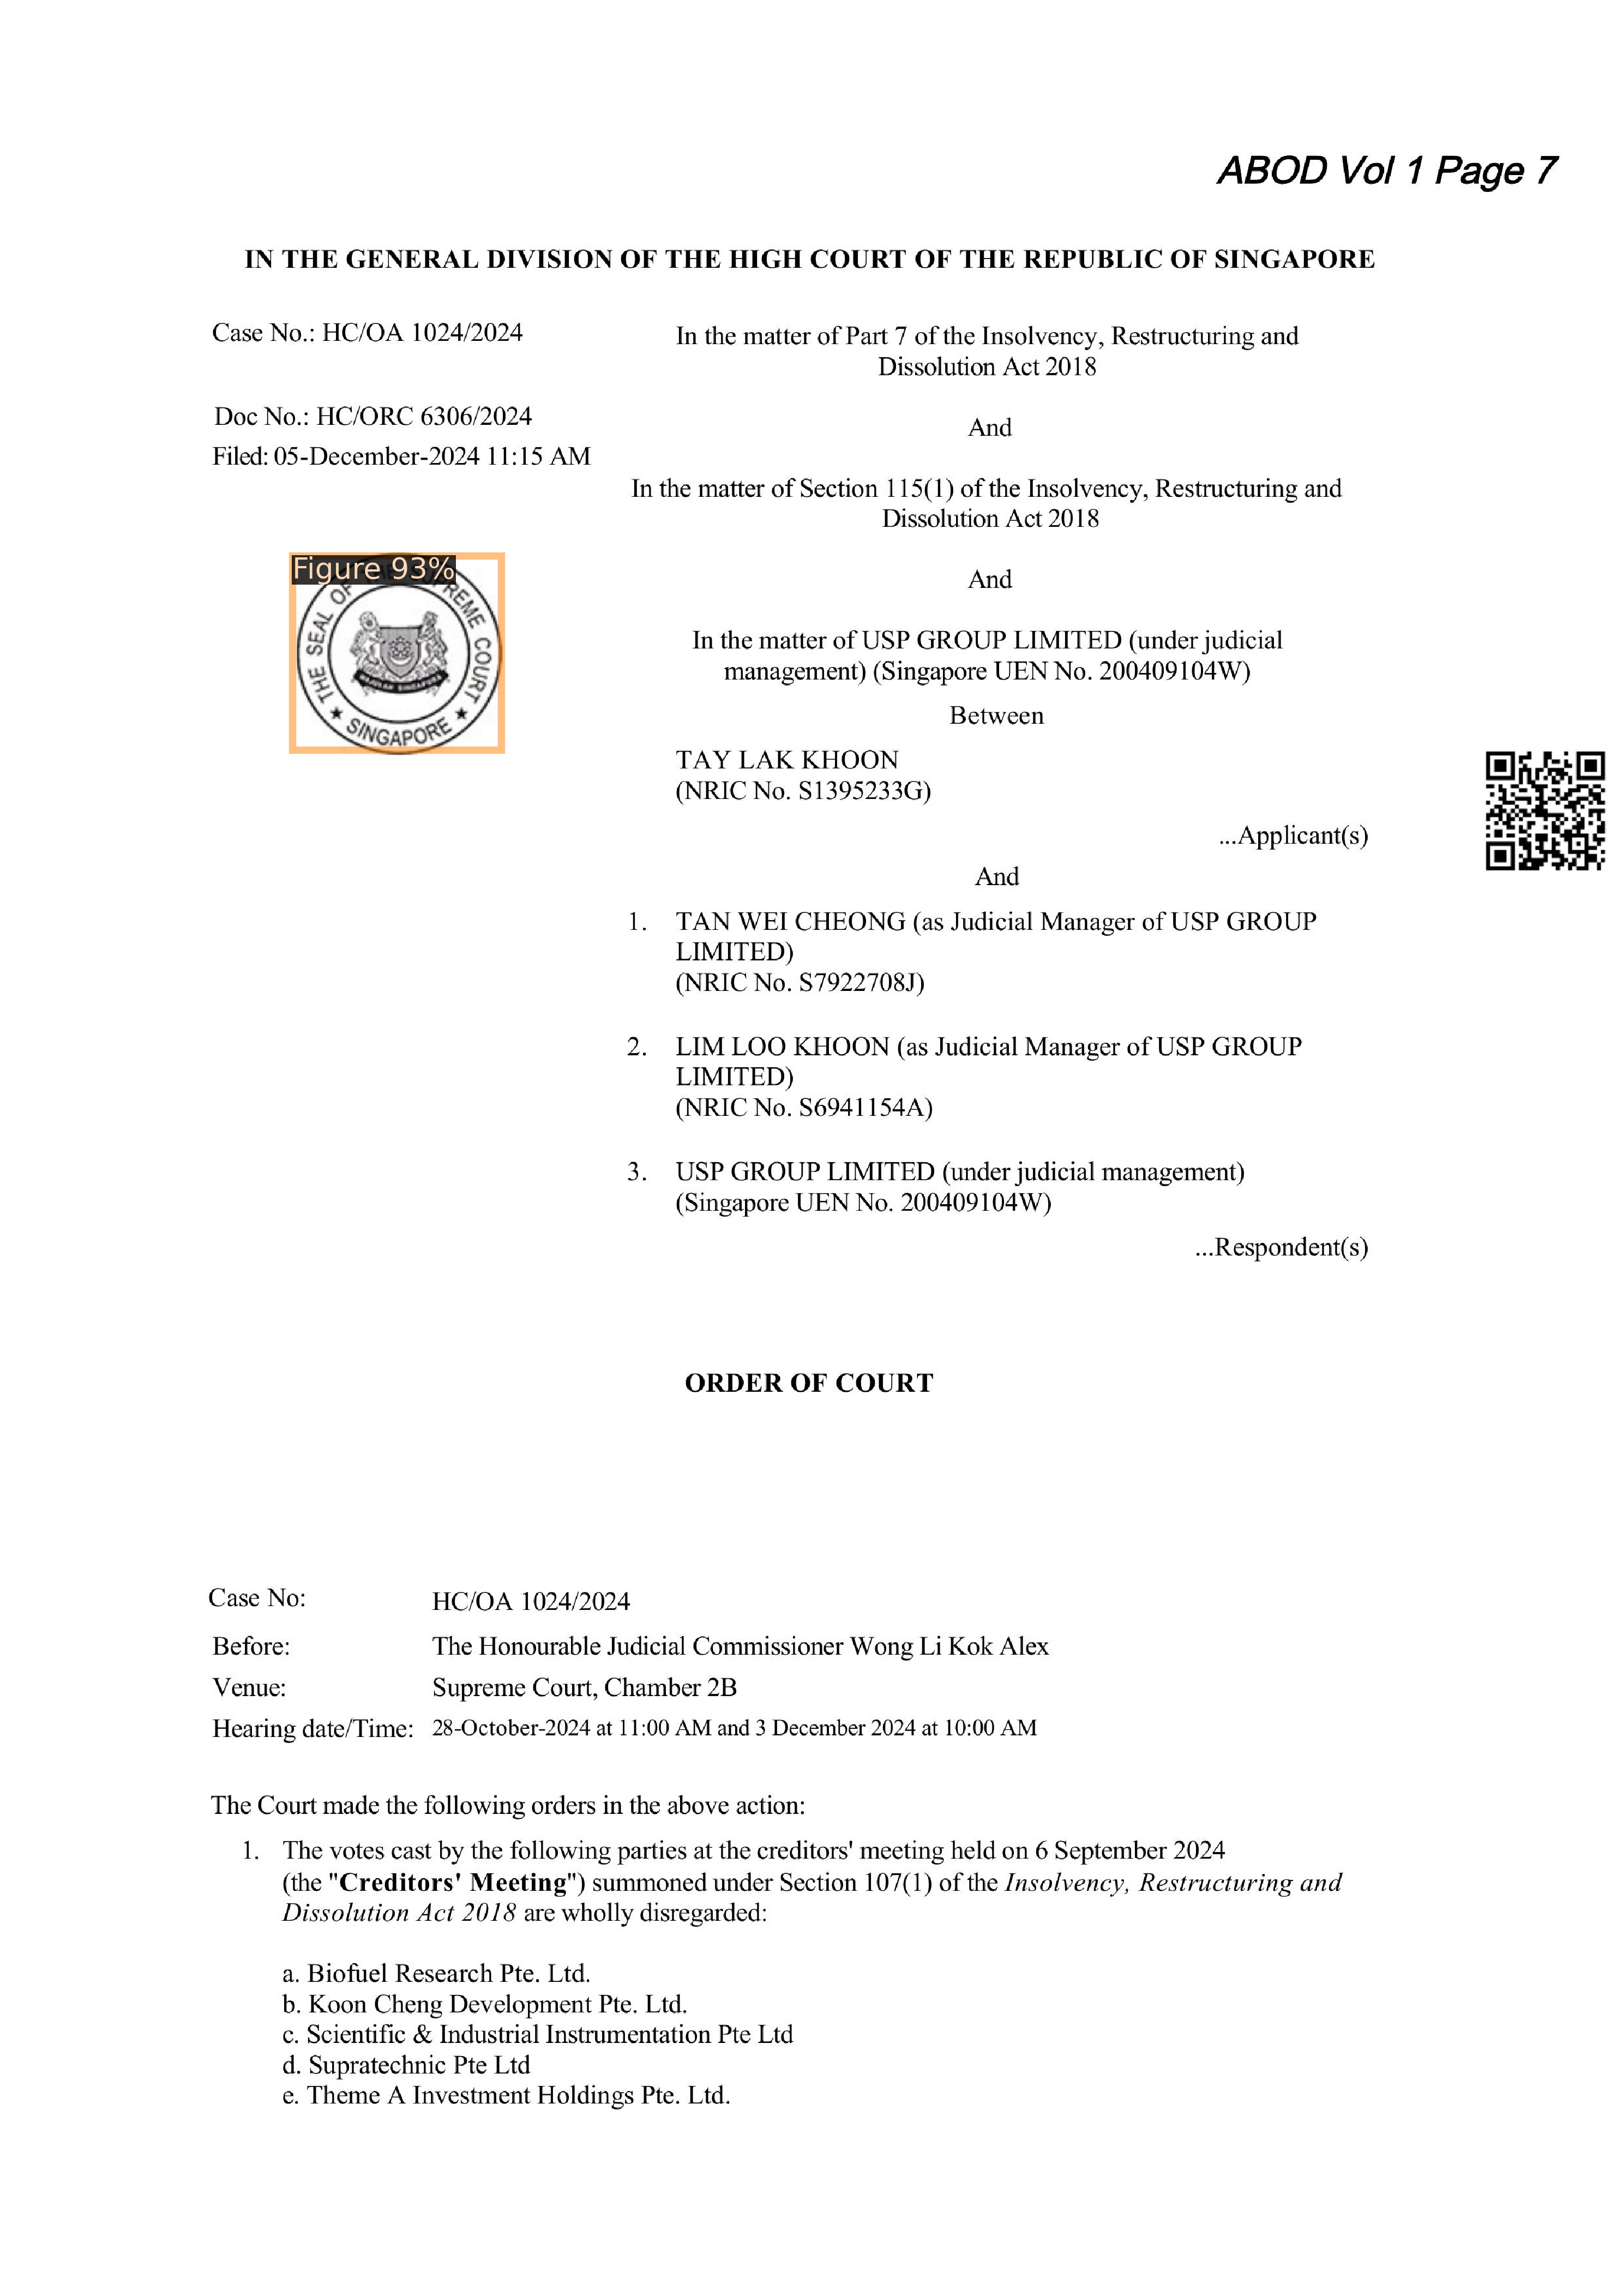 ABOD Vol 1 Page 7
IN THE GENERAL DIVISION OF THE HIGH COURT OF THE REPUBLIC OF SINGAPORE
Case No.: HC/OA 1024/2024
Doc No.: HC/ORC 6306/2024
Filed: 05-December-2024 11:15 AM
Figure 93%
THE SEAL OF THE SUPREME COURT
★ SINGAPORE ★
In the matter of Part 7 of the Insolvency, Restructuring and
Dissolution Act 2018
And
In the matter of Section 115(1) of the Insolvency, Restructuring and
Dissolution Act 2018
And
In the matter of USP GROUP LIMITED (under judicial
management) (Singapore UEN No. 200409104W)
Between
TAY LAK KHOON
(NRIC No. S1395233G)
...Applicant(s)
And
1. TAN WEI CHEONG (as Judicial Manager of USP GROUP
LIMITED)
(NRIC No. S7922708J)
2. LIM LOO KHOON (as Judicial Manager of USP GROUP
LIMITED)
(NRIC No. S6941154A)
3. USP GROUP LIMITED (under judicial management)
(Singapore UEN No. 200409104W)
...Respondent(s)
ORDER OF COURT
Case No: HC/OA 1024/2024
Before: The Honourable Judicial Commissioner Wong Li Kok Alex
Venue: Supreme Court, Chamber 2B
Hearing date/Time: 28-October-2024 at 11:00 AM and 3 December 2024 at 10:00 AM
The Court made the following orders in the above action:
1. The votes cast by the following parties at the creditors' meeting held on 6 September 2024
(the "Creditors' Meeting") summoned under Section 107(1) of the Insolvency, Restructuring and
Dissolution Act 2018 are wholly disregarded:
a. Biofuel Research Pte. Ltd.
b. Koon Cheng Development Pte. Ltd.
c. Scientific & Industrial Instrumentation Pte Ltd
d. Supratechnic Pte Ltd
e. Theme A Investment Holdings Pte. Ltd.